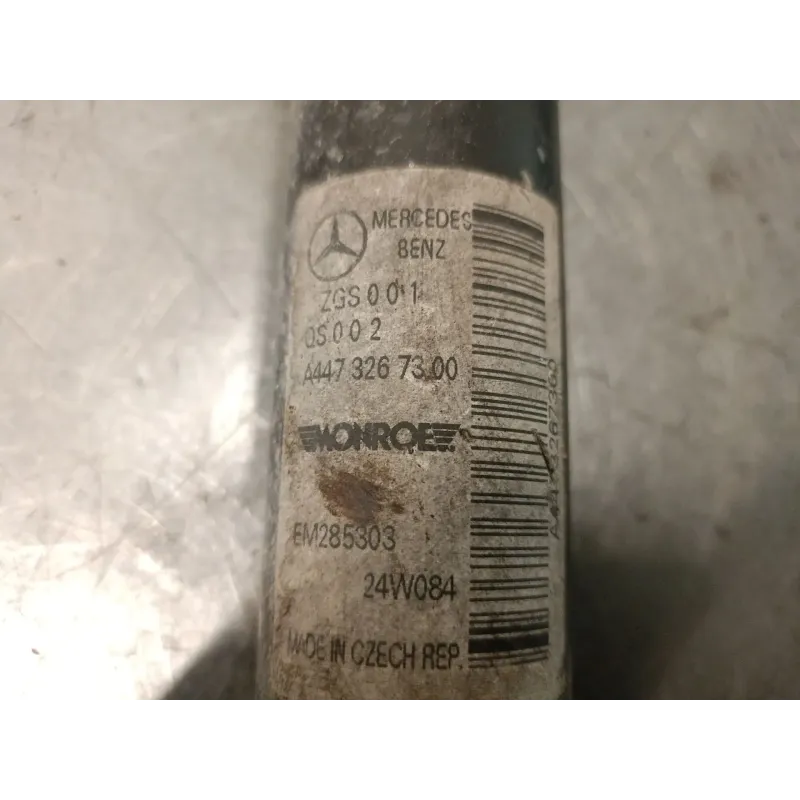 MERCEDES
BENZ
ZGS 001
QS 002
A447 326 73 00
MONROE
EM285303
24W084
MADE IN CZECH REP.